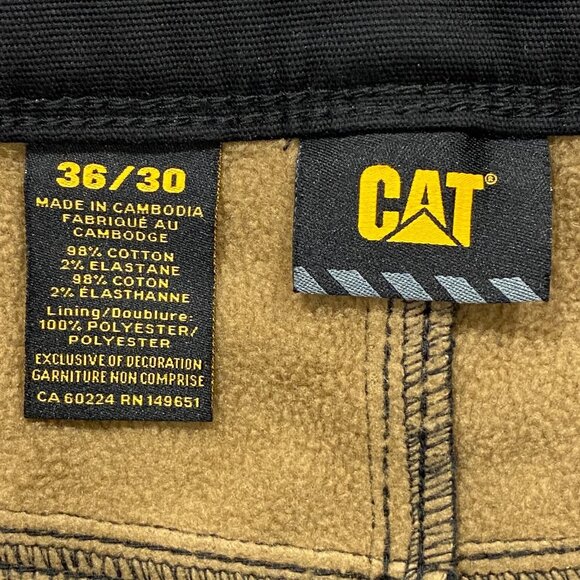 36/30
MADE IN CAMBODIA
FABRIQUÉ AU
CAMBODGE
98% COTTON
2% ELASTANE
98% COTON
2% ÉLASTHANNE
Lining/Doublure:
100% POLYESTER/
POLYESTER
EXCLUSIVE OF DECORATION
GARNITURE NON COMPRISE
CA 60224 RN 149651
CAT®